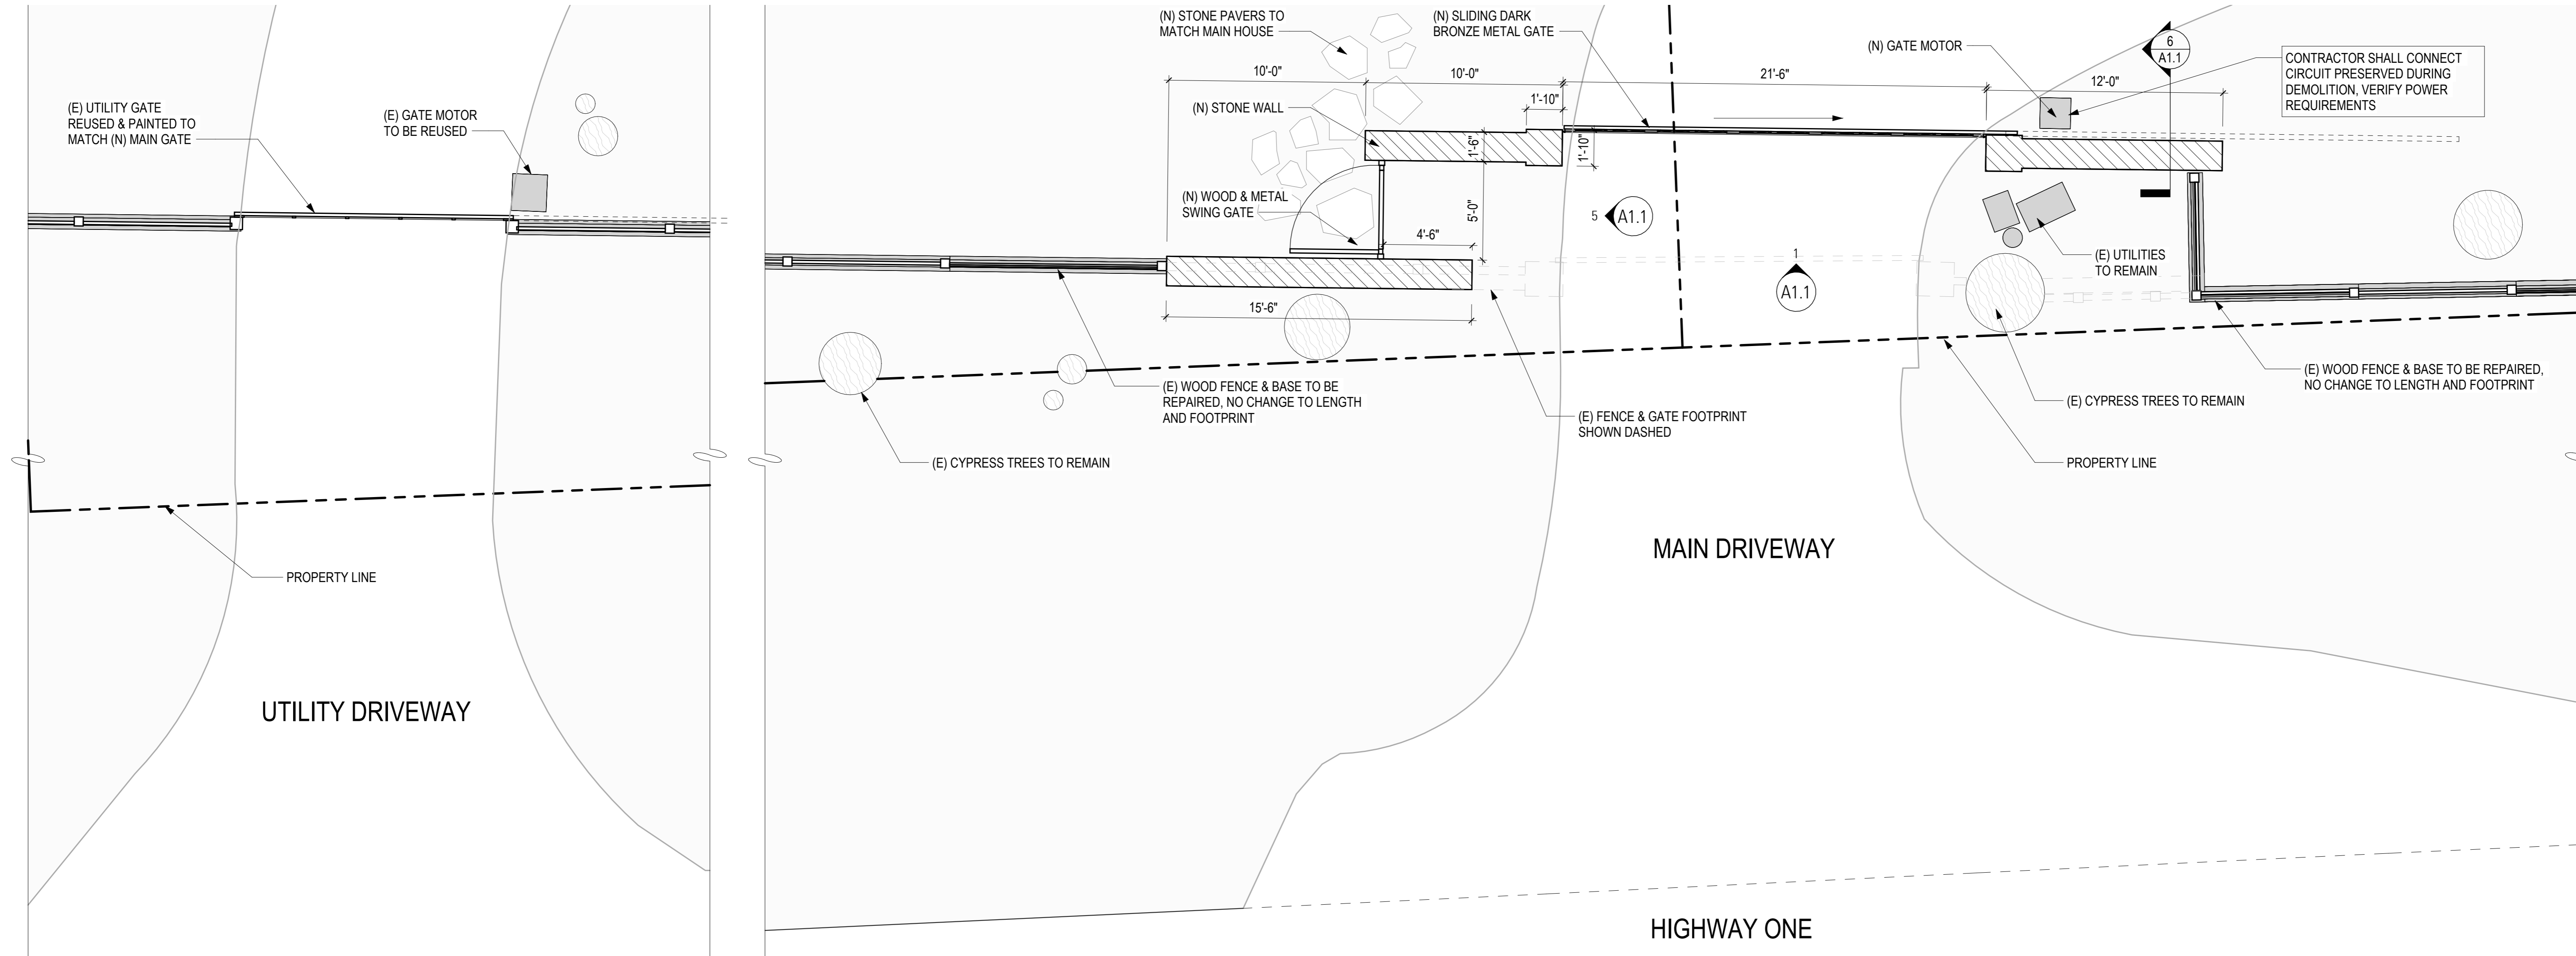 (E) UTILITY GATE
REUSED & PAINTED TO
MATCH (N) MAIN GATE
(E) GATE MOTOR
TO BE REUSED
PROPERTY LINE
UTILITY DRIVEWAY
(N) STONE PAVERS TO
MATCH MAIN HOUSE
(N) SLIDING DARK
BRONZE METAL GATE
(N) GATE MOTOR
6
A1.1
CONTRACTOR SHALL CONNECT
CIRCUIT PRESERVED DURING
DEMOLITION, VERIFY POWER
REQUIREMENTS
10'-0"
10'-0"
21'-6"
12'-0"
1'-10"
(N) STONE WALL
1'-6"
1'-10"
(N) WOOD & METAL
SWING GATE
5'-0"
4'-6"
5
A1.1
1
A1.1
(E) UTILITIES
TO REMAIN
15'-6"
(E) WOOD FENCE & BASE TO BE
REPAIRED, NO CHANGE TO LENGTH
AND FOOTPRINT
(E) FENCE & GATE FOOTPRINT
SHOWN DASHED
(E) WOOD FENCE & BASE TO BE REPAIRED,
NO CHANGE TO LENGTH AND FOOTPRINT
(E) CYPRESS TREES TO REMAIN
(E) CYPRESS TREES TO REMAIN
PROPERTY LINE
MAIN DRIVEWAY
HIGHWAY ONE